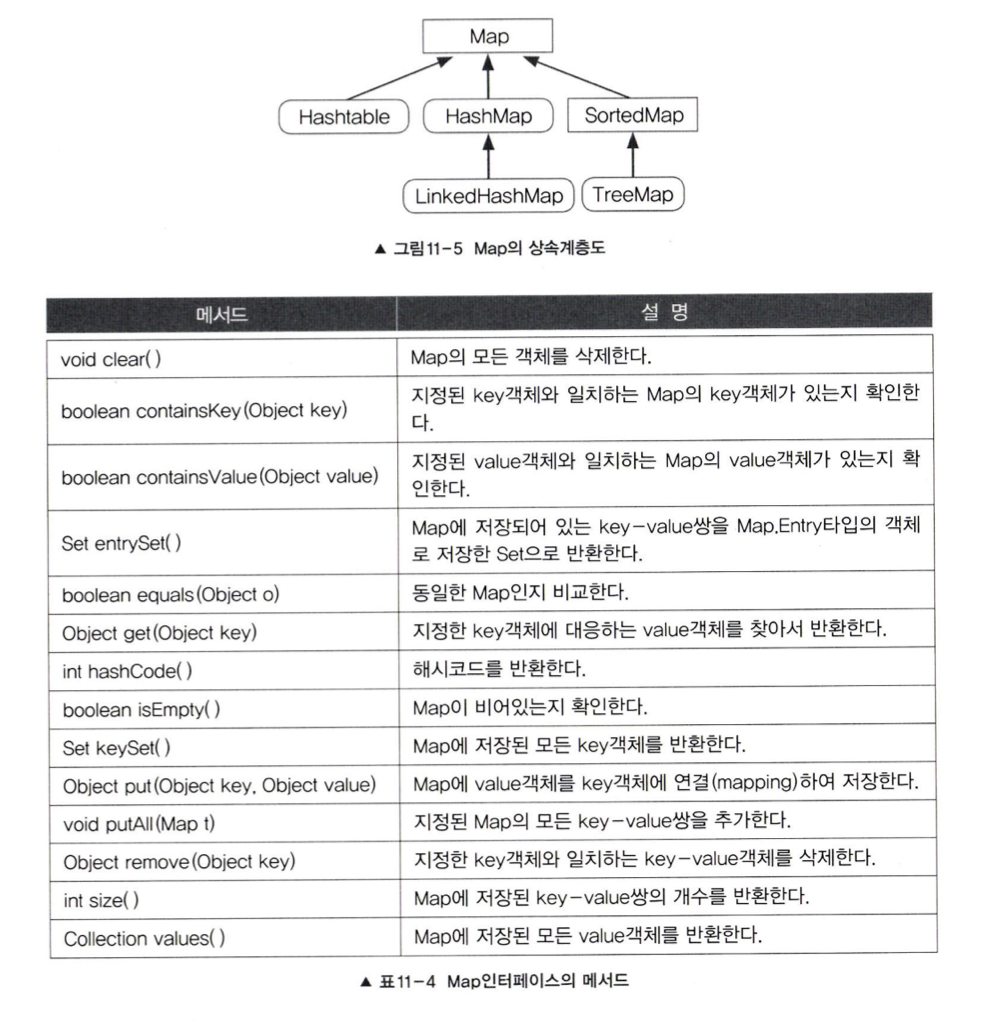 Map
Hashtable
HashMap
SortedMap
LinkedHashMap
TreeMap
▲ 그림11-5 Map의 상속계층도
메서드
설 명
void clear( )
Map의 모든 객체를 삭제한다.
boolean containsKey(Object key)
지정된 key객체와 일치하는 Map의 key객체가 있는지 확인한
다.
boolean containsValue(Object value)
지정된 value객체와 일치하는 Map의 value객체가 있는지 확
인한다.
Set entrySet( )
Map에 저장되어 있는 key-value쌍을 Map.Entry타입의 객체
로 저장한 Set으로 반환한다.
boolean equals(Object o)
동일한 Map인지 비교한다.
Object get(Object key)
지정한 key객체에 대응하는 value객체를 찾아서 반환한다.
int hashCode( )
해시코드를 반환한다.
boolean isEmpty( )
Map이 비어있는지 확인한다.
Set keySet( )
Map에 저장된 모든 key객체를 반환한다.
Object put(Object key, Object value)
Map에 value객체를 key객체에 연결(mapping)하여 저장한다.
void putAll(Map t)
지정된 Map의 모든 key-value쌍을 추가한다.
Object remove(Object key)
지정한 key객체와 일치하는 key-value객체를 삭제한다.
int size( )
Map에 저장된 key-value쌍의 개수를 반환한다.
Collection values( )
Map에 저장된 모든 value객체를 반환한다.
▲ 표11-4 Map인터페이스의 메서드